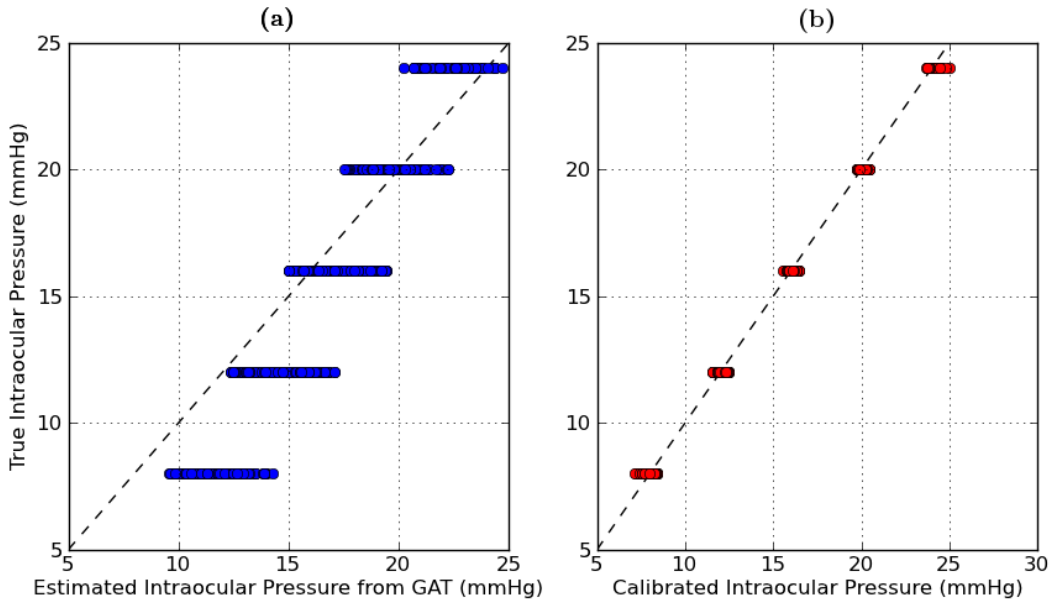 (a)
(b)
True Intraocular Pressure (mmHg)
25
20
15
10
5
5 10 15 20 25
Estimated Intraocular Pressure from GAT (mmHg)
25
20
15
10
5
5 10 15 20 25 30
Calibrated Intraocular Pressure (mmHg)